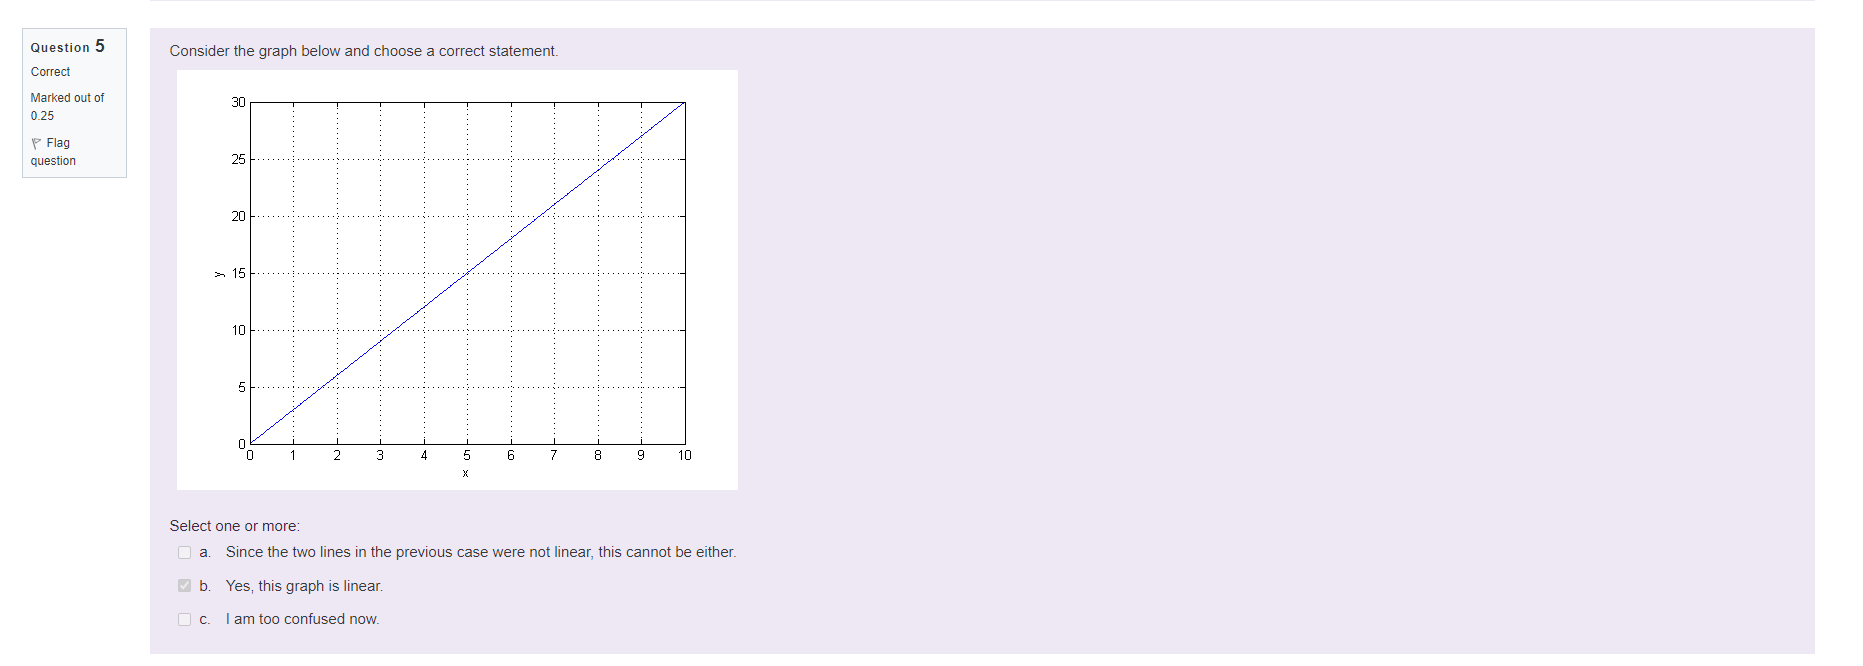 Question 5
Correct
Marked out of
0.25
Flag
question
Consider the graph below and choose a correct statement.
30
25
20
15
10
5
0
y
0 1 2 3 4 5 6 7 8 9 10
x
Select one or more:
a. Since the two lines in the previous case were not linear, this cannot be either.
b. Yes, this graph is linear.
c. I am too confused now.